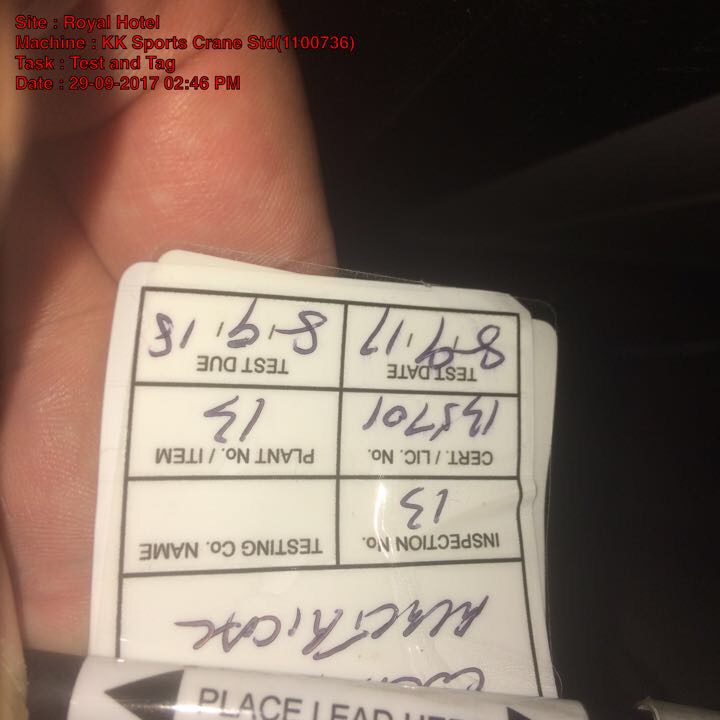 Site : Royal Hotel
Machine : KK Sports Crane Std(1100736)
Task : Test and Tag
Date : 29-09-2017 02:46 PM
ELECTRICAL
INSPECTION No. TESTING Co. NAME
13
CERT. / LIC. No. PLANT No. / ITEM
135701 13
TEST DATE TEST DUE
8-9-17 8-9-18
PLACE LEAD